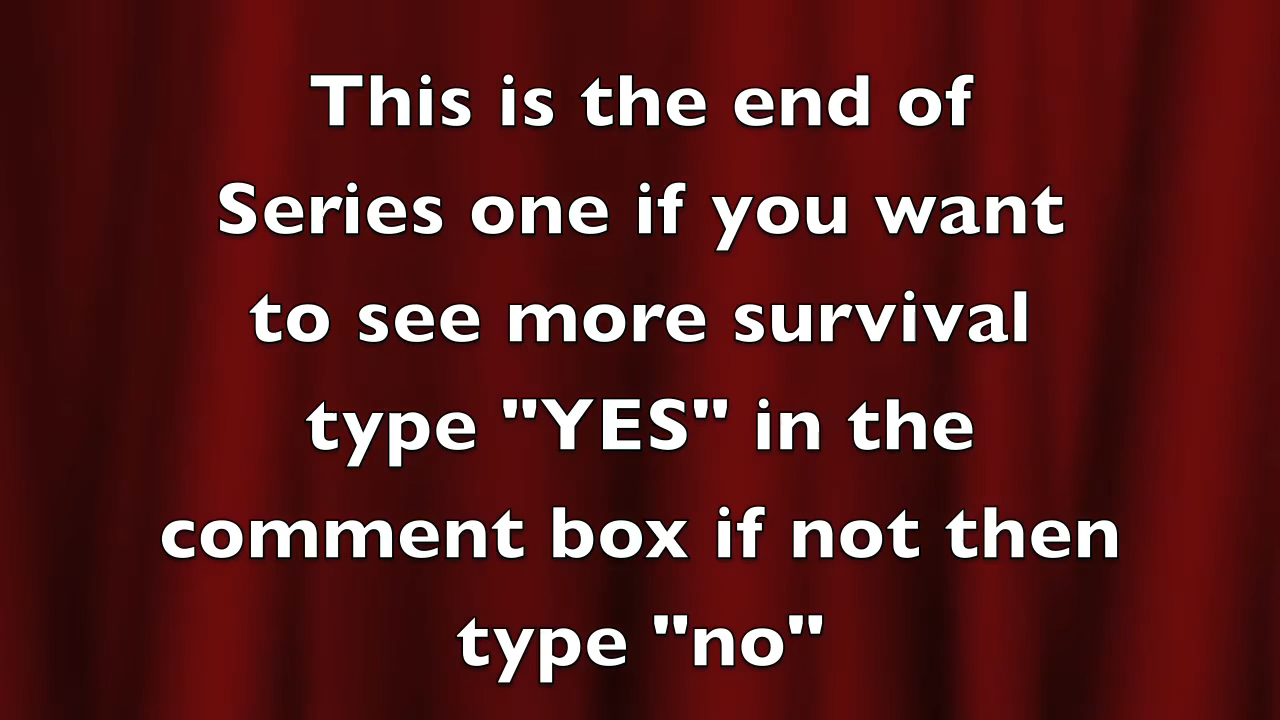 This is the end of
Series one if you want
to see more survival
type "YES" in the
comment box if not then
type "no"